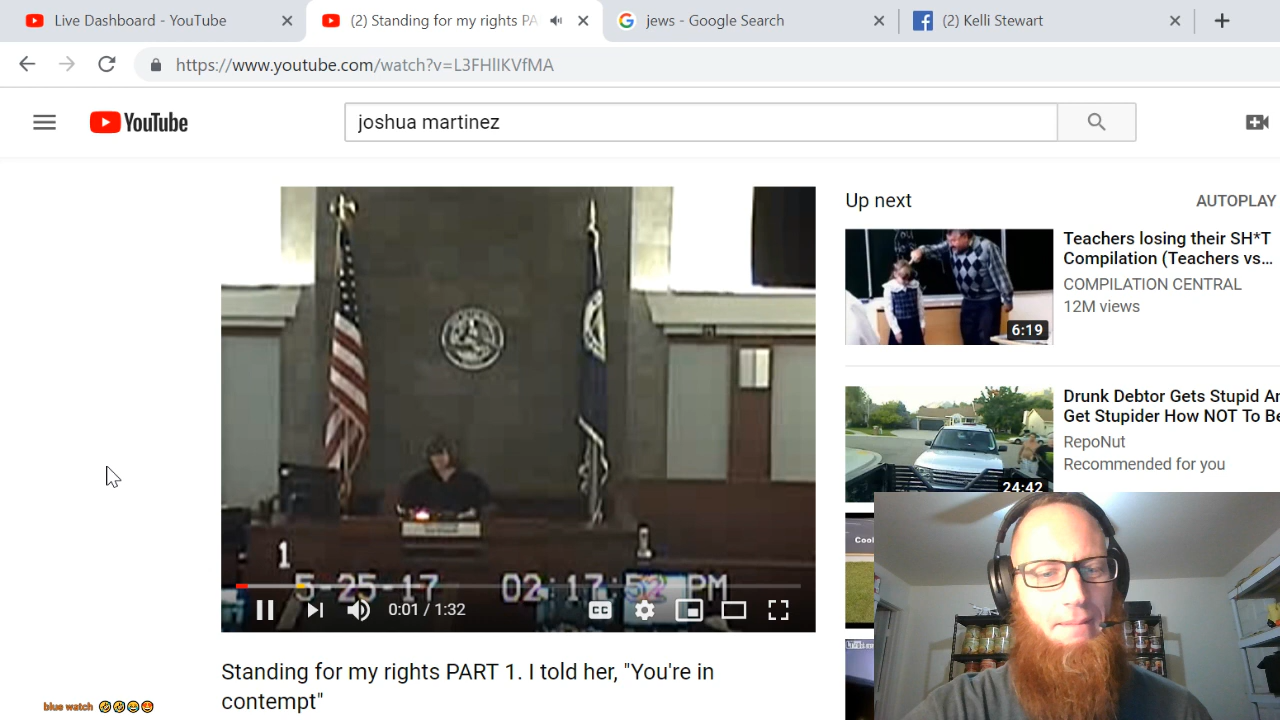 Live Dashboard - YouTube
(2) Standing for my rights PA
jews - Google Search
(2) Kelli Stewart
https://www.youtube.com/watch?v=L3FHlIKVfMA
YouTube
joshua martinez
1
5-25-17 02:17:52 PM
0:01 / 1:32
CC
Standing for my rights PART 1. I told her, "You're in
contempt"
Up next
AUTOPLAY
6:19
Teachers losing their SH*T
Compilation (Teachers vs...
COMPILATION CENTRAL
12M views
24:42
Drunk Debtor Gets Stupid An
Get Stupider How NOT To Be
RepoNut
Recommended for you
Cool
blue watch 🤣🤣😂😍